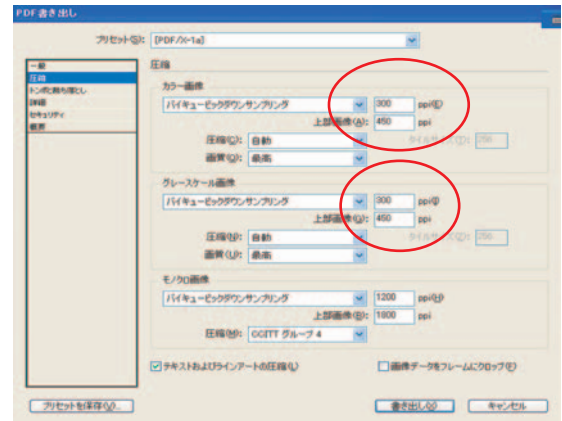 PDF 書き出し
プリセット(S): [PDF/X-1a]
一般
圧縮
トンボと裁ち落とし
詳細
セキュリティ
概要
圧縮
カラー画像
バイキュービックダウンサンプリング 300 ppi
上部画像(A): 450 ppi
圧縮(C): 自動 タイルサイズ: 256
画質(Q): 最高
グレースケール画像
バイキュービックダウンサンプリング 300 ppi
上部画像 450 ppi
圧縮(N): 自動 256
画質(U): 最高
モノクロ画像
バイキュービックダウンサンプリング 1200 ppi(H)
上部画像(B): 1800 ppi
圧縮(M): CCITT グループ 4
テキストおよびラインアートの圧縮(L) 画像データをフレームにクロップ(P)
プリセットを保存(V)... 書き出し(X) キャンセル